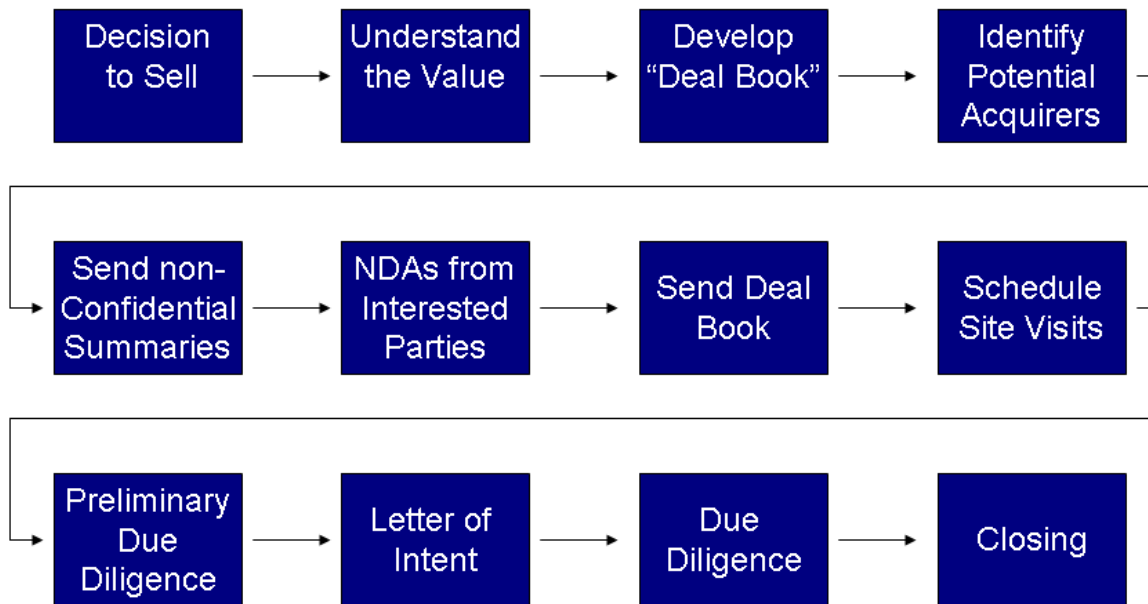 Decision
to Sell
Understand
the Value
Develop
“Deal Book”
Identify
Potential
Acquirers
Send non-
Confidential
Summaries
NDAs from
Interested
Parties
Send Deal
Book
Schedule
Site Visits
Preliminary
Due
Diligence
Letter of
Intent
Due
Diligence
Closing